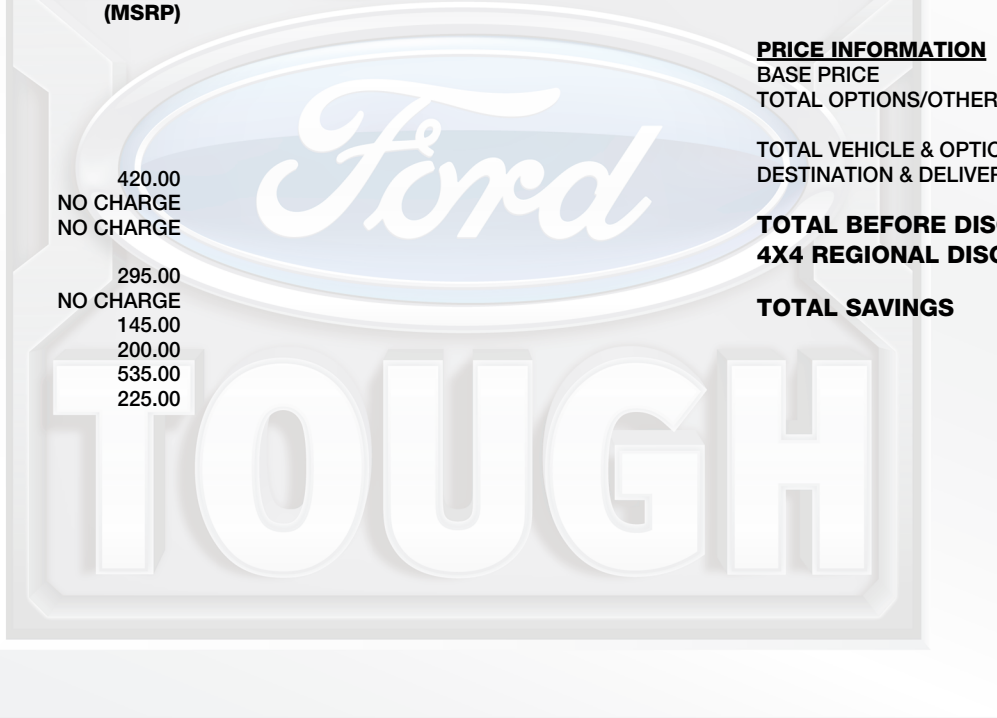 (MSRP)
420.00
NO CHARGE
NO CHARGE
295.00
NO CHARGE
145.00
200.00
535.00
225.00
PRICE INFORMATION
BASE PRICE
TOTAL OPTIONS/OTHER
TOTAL VEHICLE & OPTIO
DESTINATION & DELIVER
TOTAL BEFORE DISC
4X4 REGIONAL DISC
TOTAL SAVINGS
Ford
TOUGH